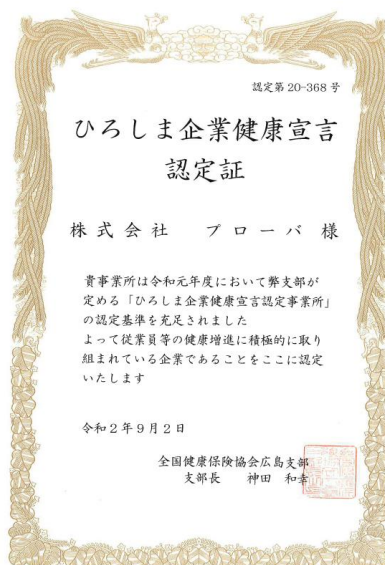 認定第20-368号
ひろしま企業健康宣言
認定証
株式会社　プローバ　様
貴事業所は令和元年度において弊支部が
定める「ひろしま企業健康宣言認定事業所」
の認定基準を充足されました
よって従業員等の健康増進に積極的に取り
組まれている企業であることをここに認定
いたします
令和2年9月2日
全国健康保険協会広島支部
支部長　神田　和幸